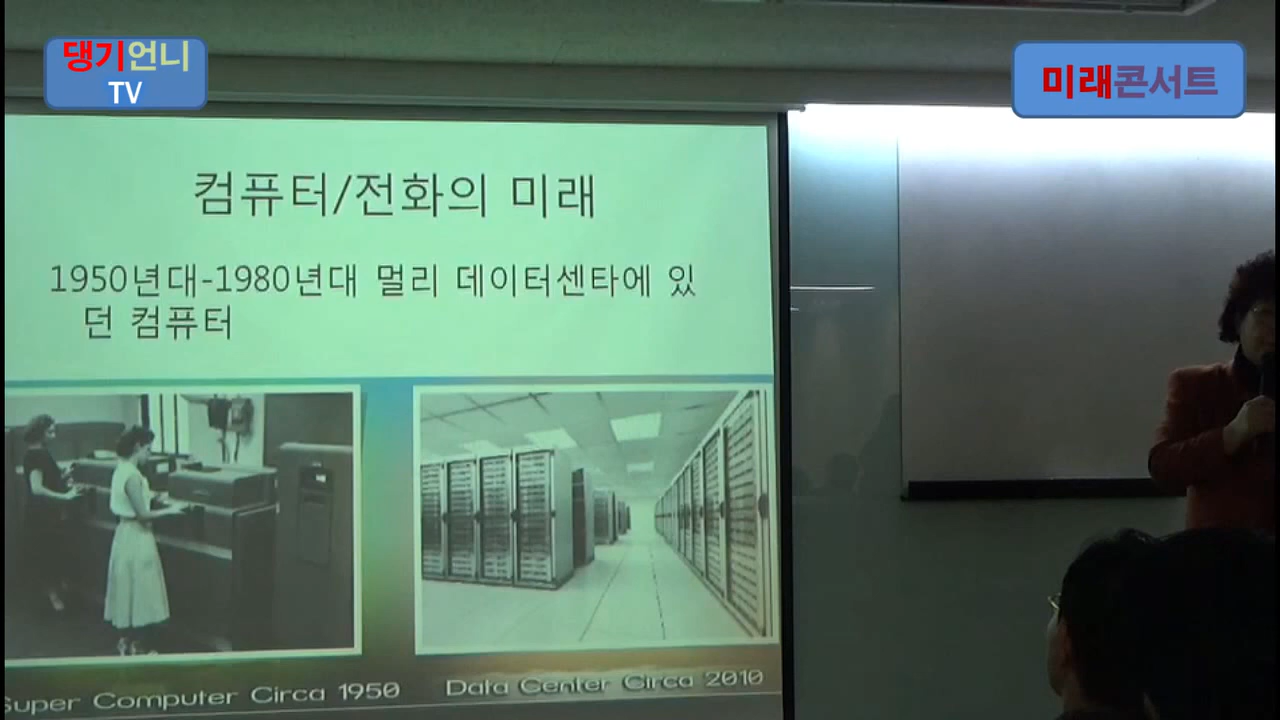 댕기언니
TV
미래콘서트
컴퓨터/전화의 미래
1950년대-1980년대 멀리 데이터센타에 있
던 컴퓨터
Super Computer Circa 1950
Data Center Circa 2010